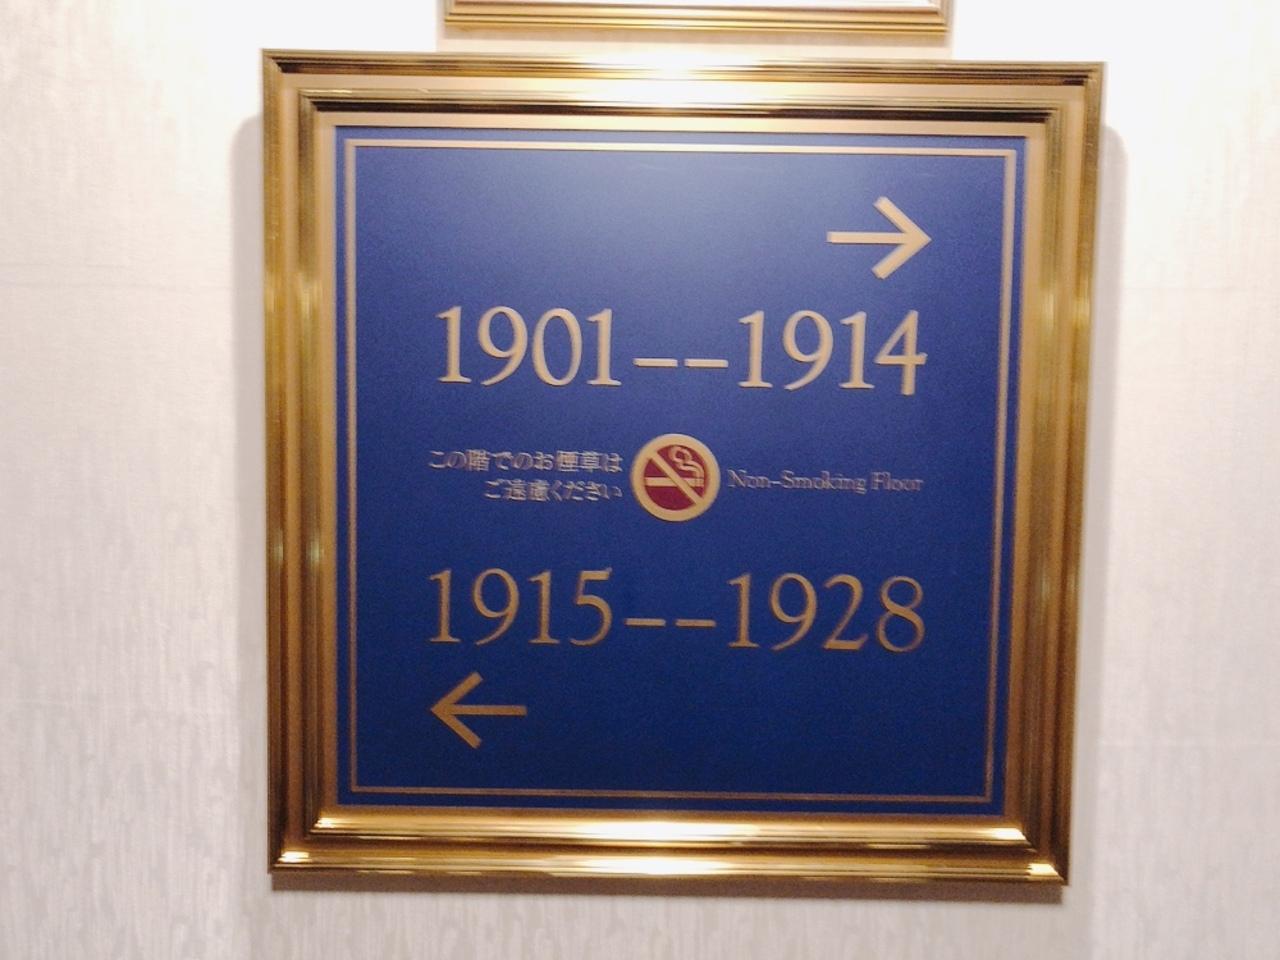 →
1901--1914
この階でのお煙草は
ご遠慮ください
Non-Smoking Floor
1915--1928
←